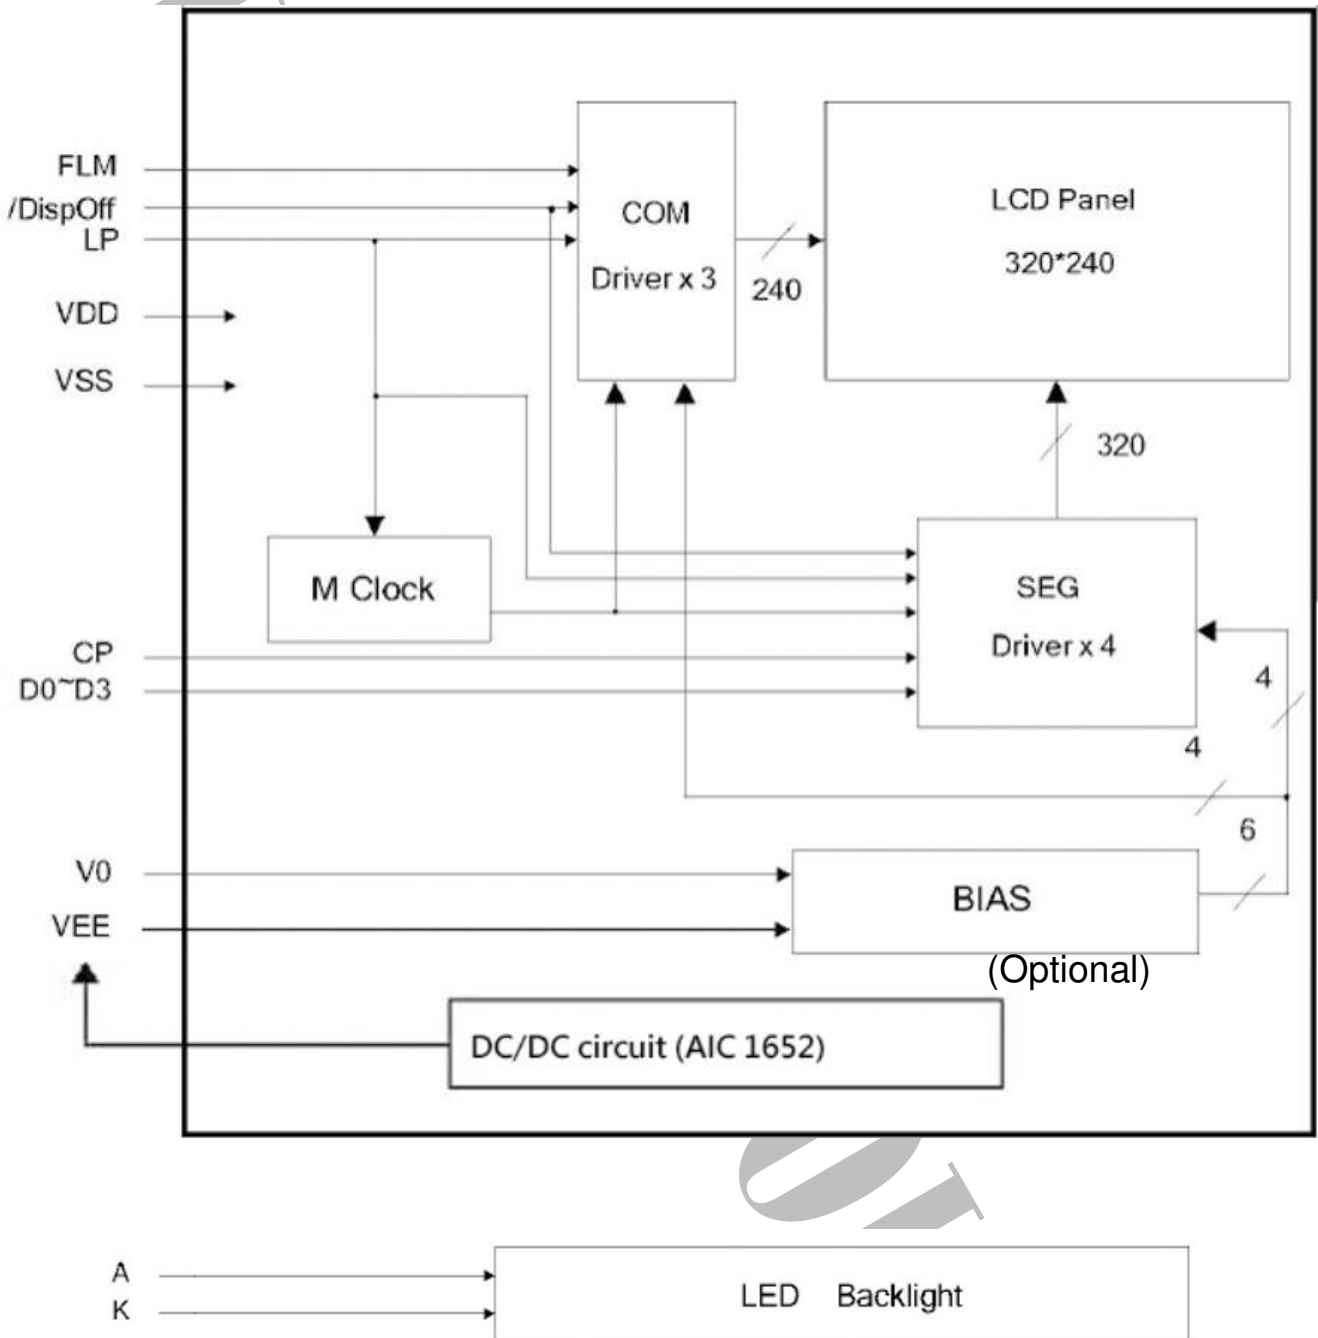 FLM
/DispOff
LP
VDD
VSS
COM
Driver x 3
240
LCD Panel
320*240
320
M Clock
SEG
Driver x 4
CP
D0~D3
4
4
6
V0
VEE
BIAS
(Optional)
DC/DC circuit (AIC 1652)
A
K
LED Backlight